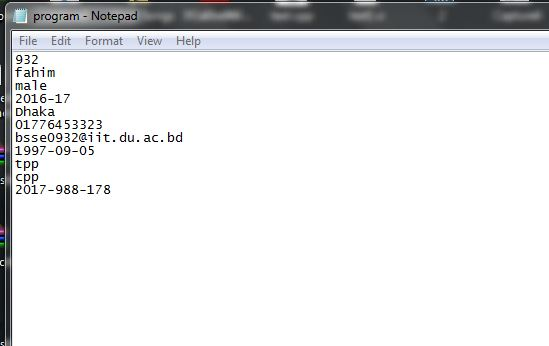 program - Notepad
File Edit Format View Help
932
fahim
male
2016-17
Dhaka
01776453323
bsse0932@iit.du.ac.bd
1997-09-05
tpp
cpp
2017-988-178